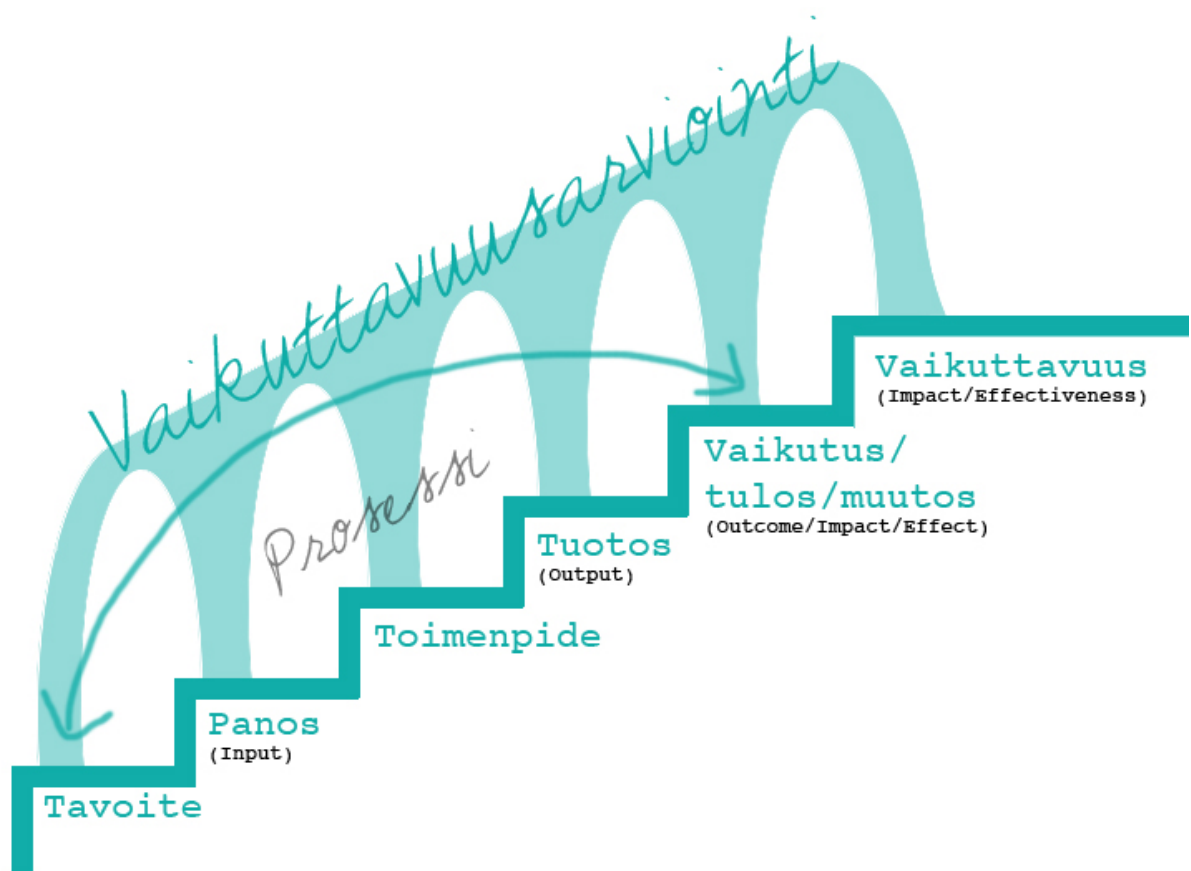 Vaikuttavuusarviointi
Prosessi
Vaikuttavuus
(Impact/Effectiveness)
Vaikutus/
tulos/muutos
(Outcome/Impact/Effect)
Tuotos
(Output)
Toimenpide
Panos
(Input)
Tavoite